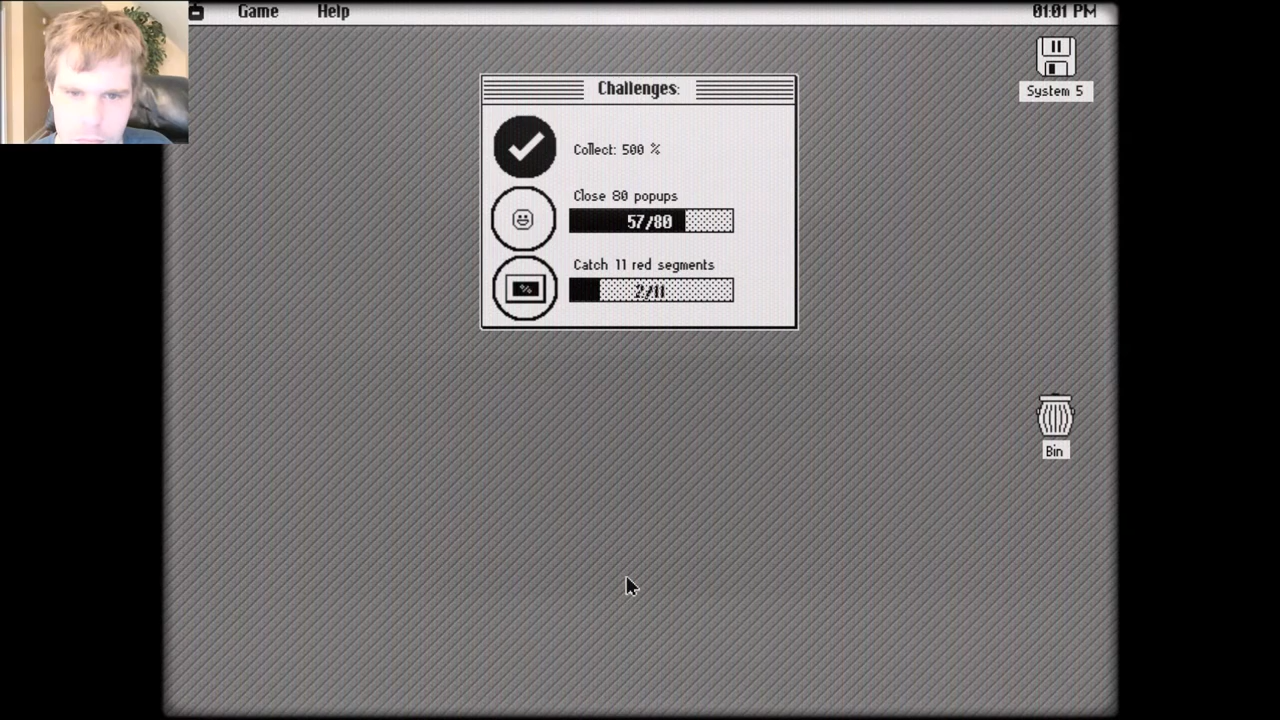 Game Help 01:01 PM
System 5
Challenges:
Collect: 500 %
Close 80 popups
57/80
Catch 11 red segments
2/11
%
Bin